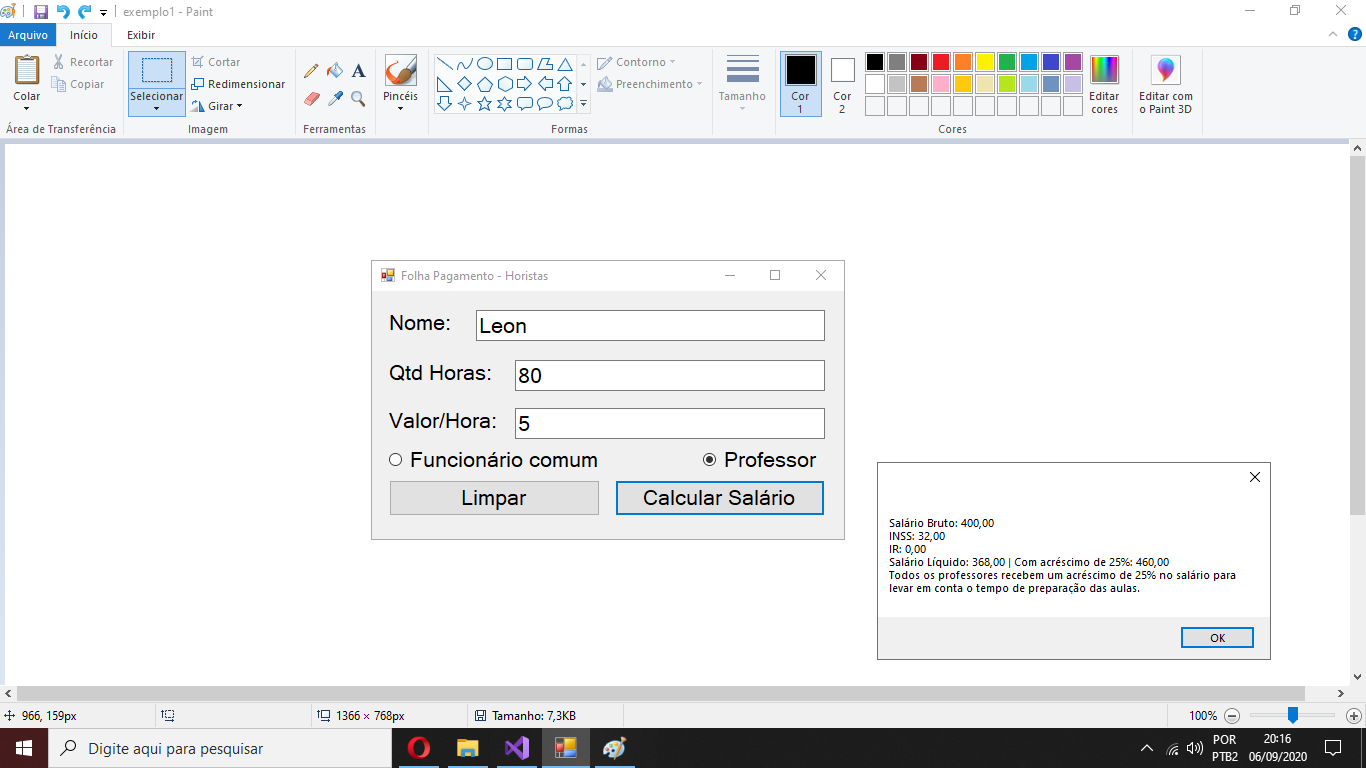 exemplo1 - Paint
Arquivo Início Exibir
Colar
Recortar
Copiar
Área de Transferência
Selecionar
Cortar
Redimensionar
Girar
Imagem
A
Ferramentas
Pincéis
Contorno
Preenchimento
Formas
Tamanho
Cor
1
Cor
2
Cores
Editar
cores
Editar com
o Paint 3D
Folha Pagamento - Horistas
Nome: Leon
Qtd Horas: 80
Valor/Hora: 5
Funcionário comum Professor
Limpar Calcular Salário
Salário Bruto: 400,00
INSS: 32,00
IR: 0,00
Salário Líquido: 368,00 | Com acréscimo de 25%: 460,00
Todos os professores recebem um acréscimo de 25% no salário para
levar em conta o tempo de preparação das aulas.
OK
966, 159px 1366 × 768px Tamanho: 7,3KB 100%
Digite aqui para pesquisar
POR
PTB2
20:16
06/09/2020